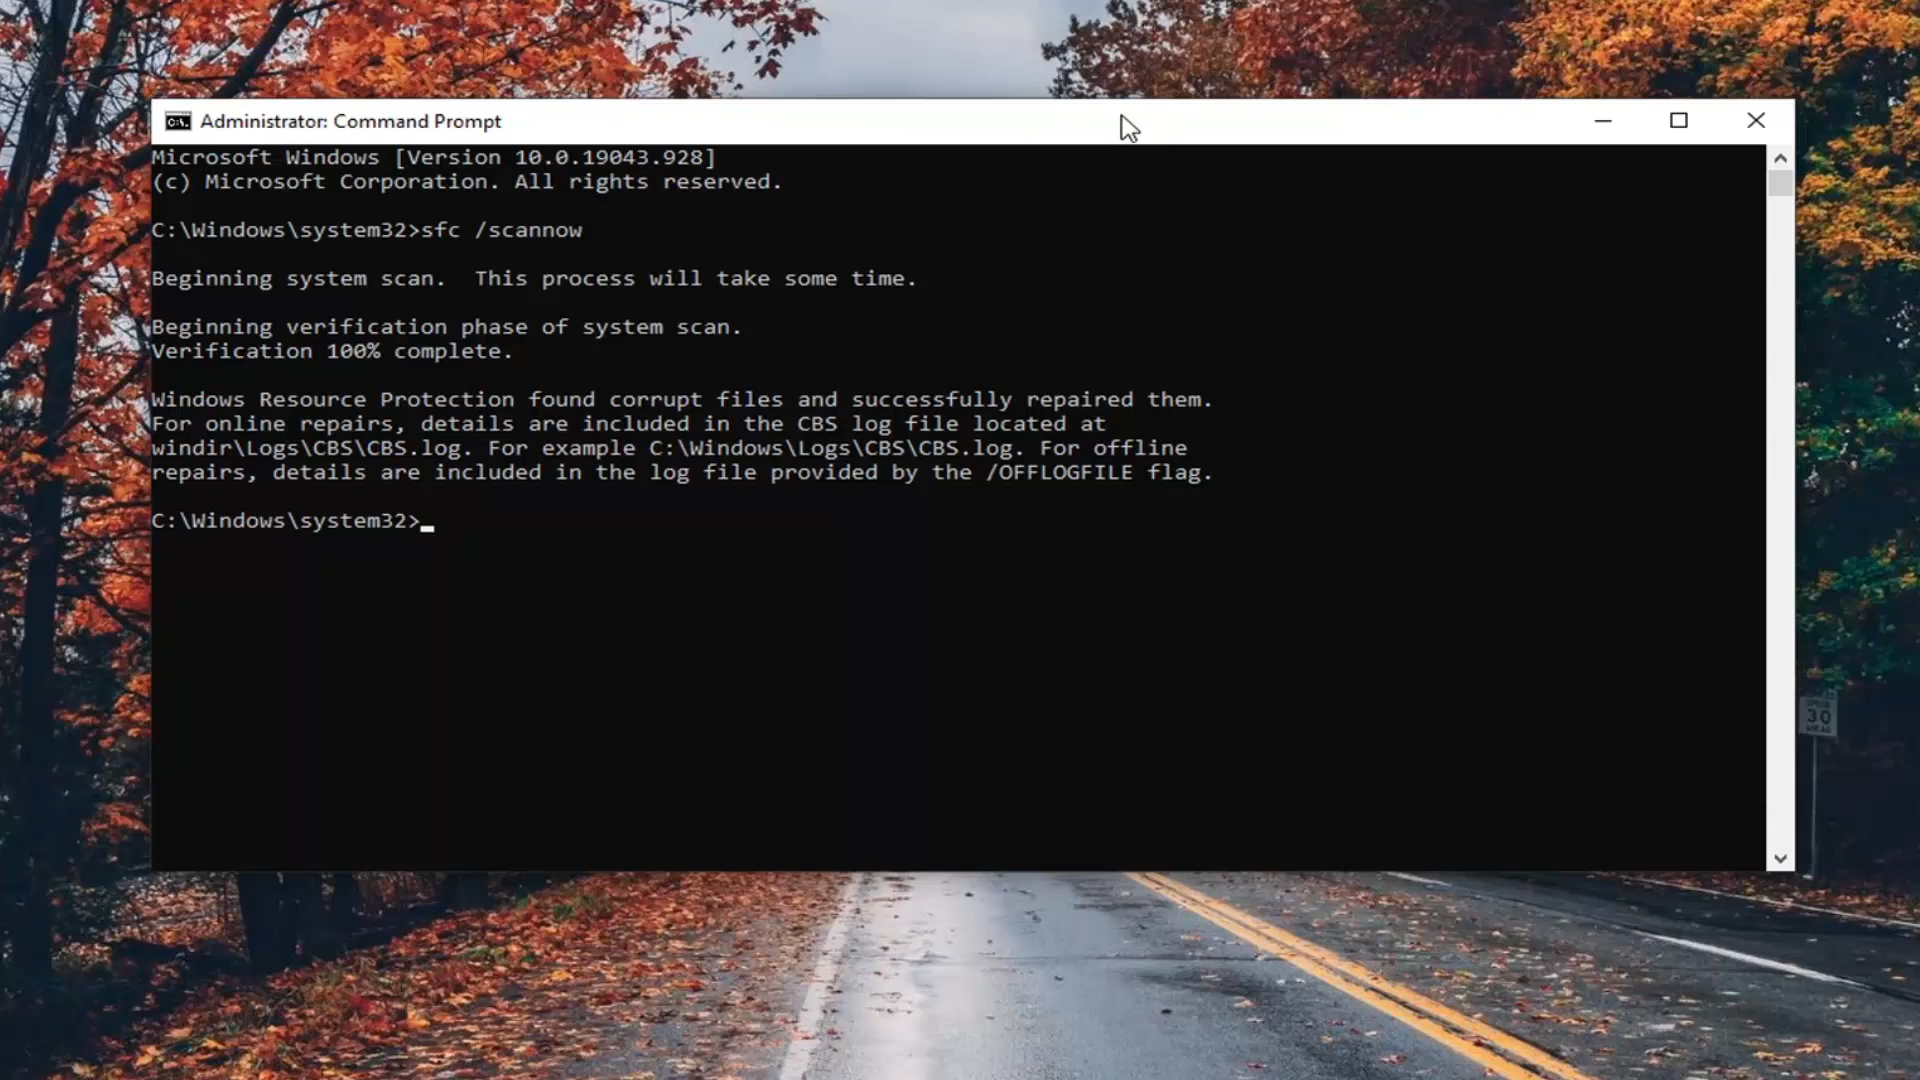 Administrator: Command Prompt
Microsoft Windows [Version 10.0.19043.928]
(c) Microsoft Corporation. All rights reserved.
C:\Windows\system32>sfc /scannow
Beginning system scan.  This process will take some time.
Beginning verification phase of system scan.
Verification 100% complete.
Windows Resource Protection found corrupt files and successfully repaired them.
For online repairs, details are included in the CBS log file located at
windir\Logs\CBS\CBS.log. For example C:\Windows\Logs\CBS\CBS.log. For offline
repairs, details are included in the log file provided by the /OFFLOGFILE flag.
C:\Windows\system32>
SPEED
30
AHEAD